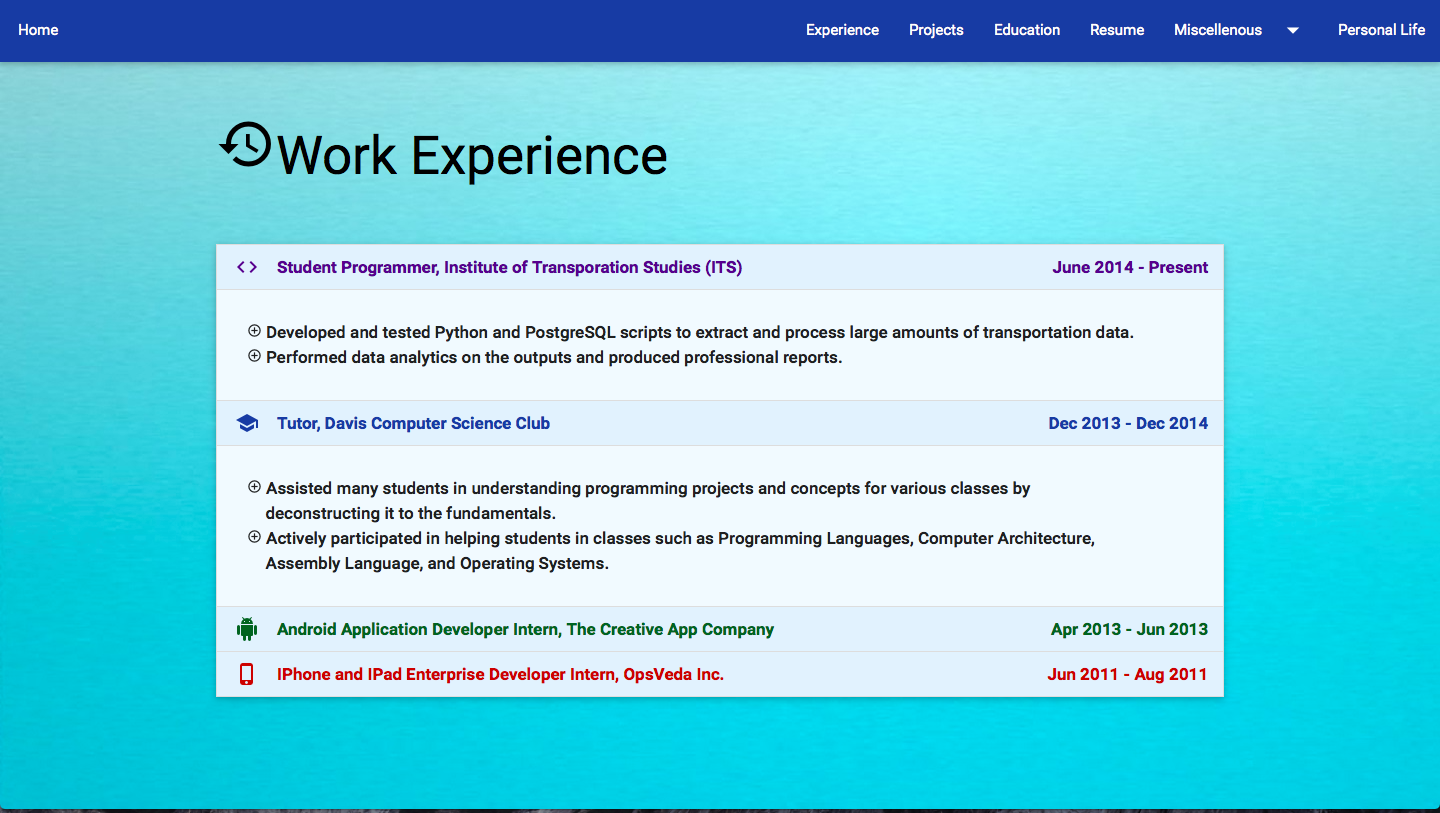 Home Experience Projects Education Resume Miscellenous Personal Life
Work Experience
Student Programmer, Institute of Transporation Studies (ITS) June 2014 - Present
Developed and tested Python and PostgreSQL scripts to extract and process large amounts of transportation data.
Performed data analytics on the outputs and produced professional reports.
Tutor, Davis Computer Science Club Dec 2013 - Dec 2014
Assisted many students in understanding programming projects and concepts for various classes by
deconstructing it to the fundamentals.
Actively participated in helping students in classes such as Programming Languages, Computer Architecture,
Assembly Language, and Operating Systems.
Android Application Developer Intern, The Creative App Company Apr 2013 - Jun 2013
IPhone and IPad Enterprise Developer Intern, OpsVeda Inc. Jun 2011 - Aug 2011